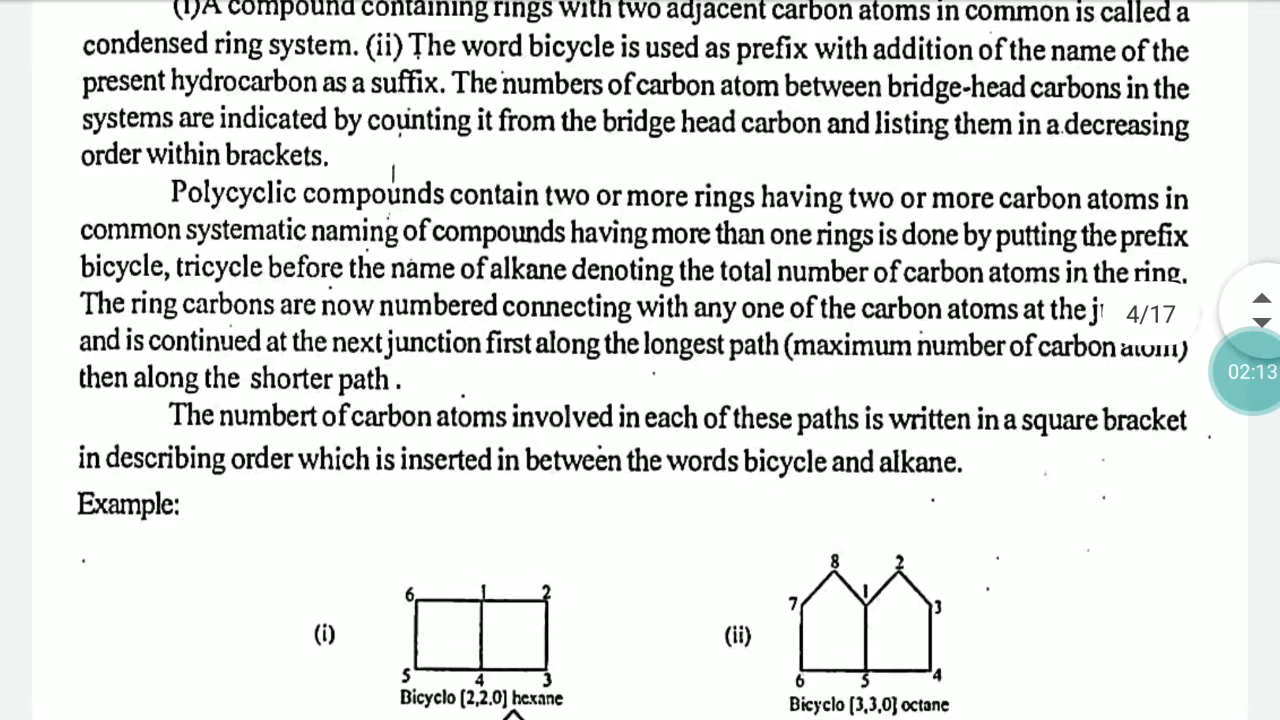 (i)A compound containing rings with two adjacent carbon atoms in common is called a
condensed ring system. (ii) The word bicycle is used as prefix with addition of the name of the
present hydrocarbon as a suffix. The numbers of carbon atom between bridge-head carbons in the
systems are indicated by counting it from the bridge head carbon and listing them in a decreasing
order within brackets.
Polycyclic compounds contain two or more rings having two or more carbon atoms in
common systematic naming of compounds having more than one rings is done by putting the prefix
bicycle, tricycle before the name of alkane denoting the total number of carbon atoms in the ring.
The ring carbons are now numbered connecting with any one of the carbon atoms at the
4/17
and is continued at the next junction first along the longest path (maximum number of carbon atom)
02:13
then along the shorter path .
The numbert of carbon atoms involved in each of these paths is written in a square bracket
in describing order which is inserted in between the words bicycle and alkane.
Example:
8 2
6 1 2
7 1 3
(i) (ii)
5 4 3
6 5 4
Bicyclo [2,2,0] hexane
Bicyclo [3,3,0] octane